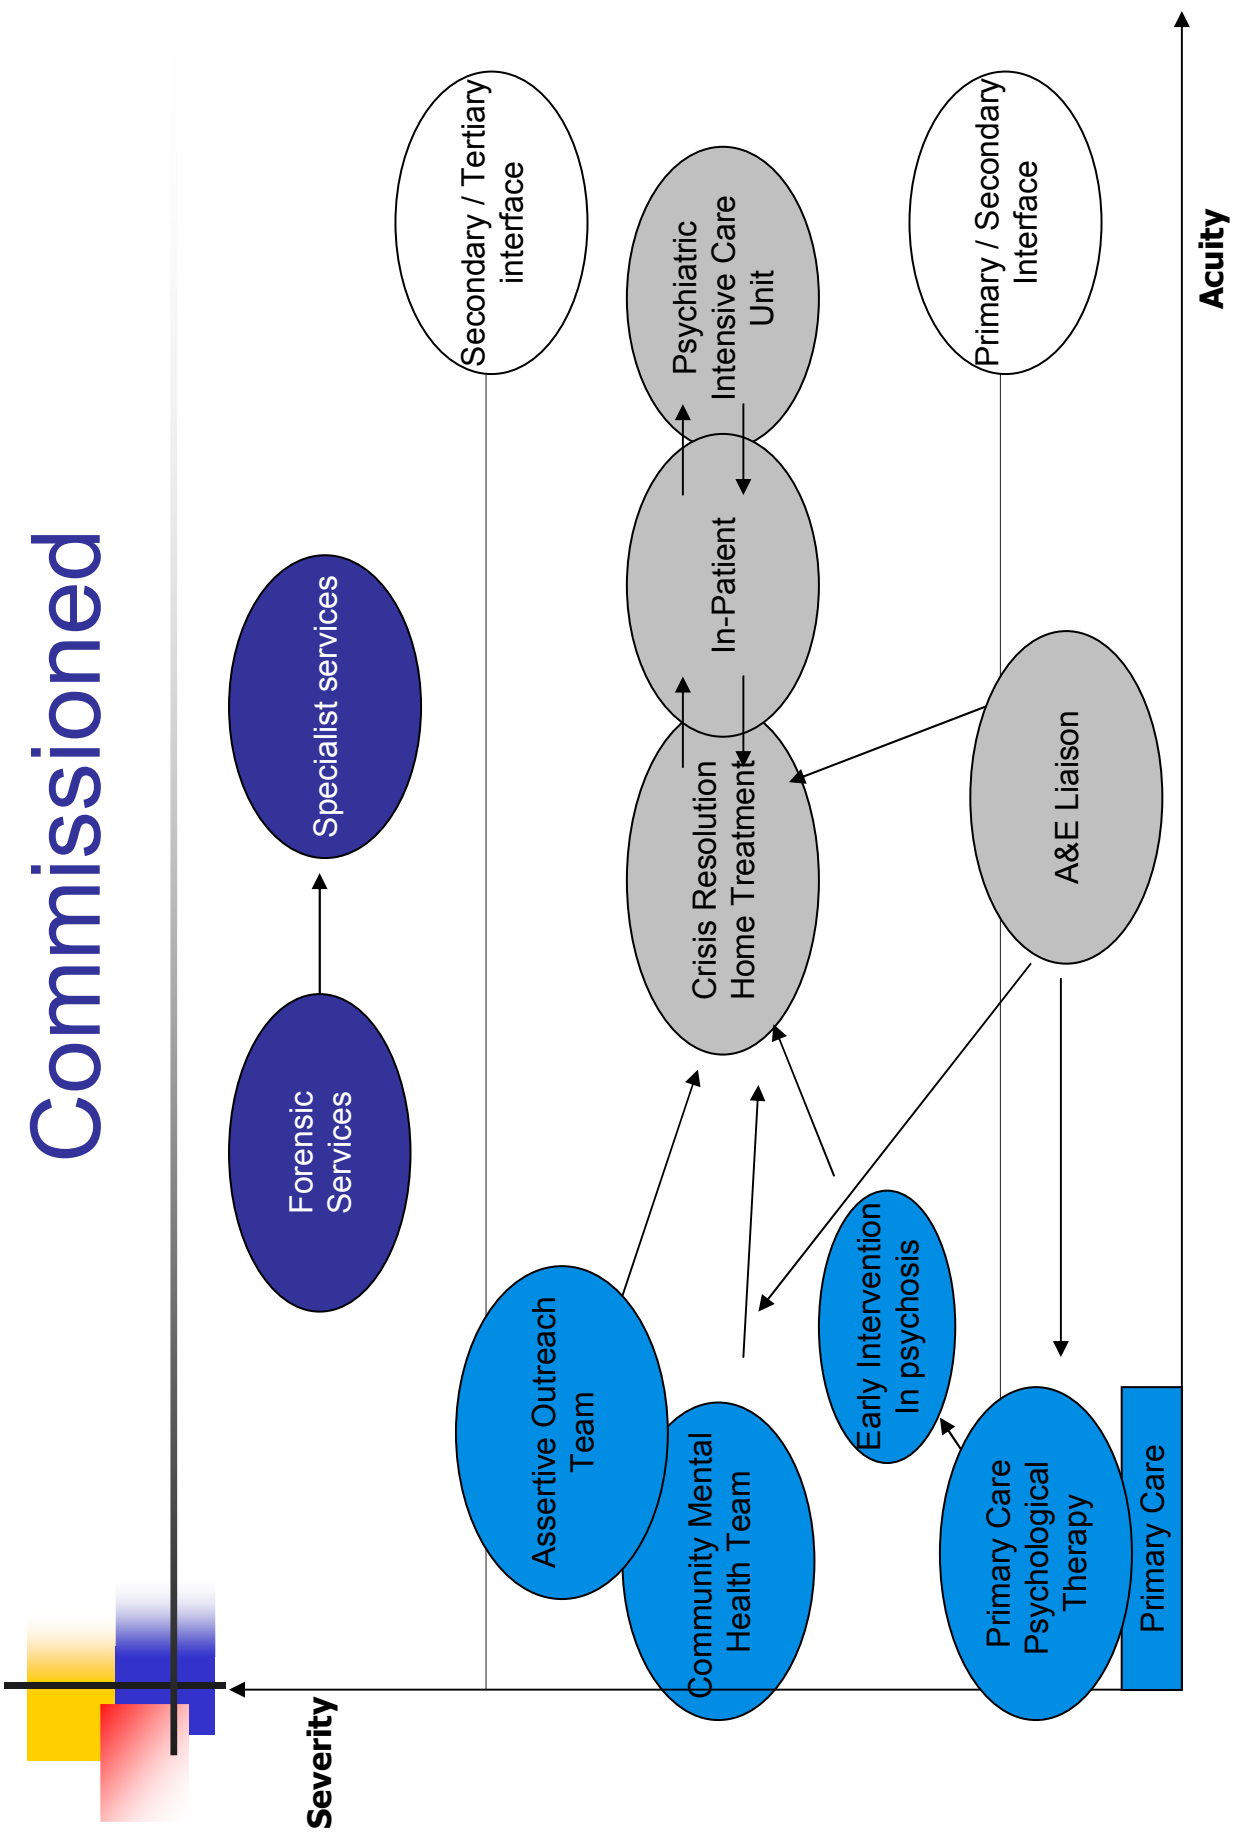 Commissioned
Severity
Forensic
Services
Specialist services
Secondary / Tertiary
interface
Assertive Outreach
Team
Community Mental
Health Team
Crisis Resolution
Home Treatment
In-Patient
Psychiatric
Intensive Care
Unit
Early Intervention
In psychosis
Primary Care
Psychological
Therapy
A&E Liaison
Primary / Secondary
Interface
Primary Care
Acuity